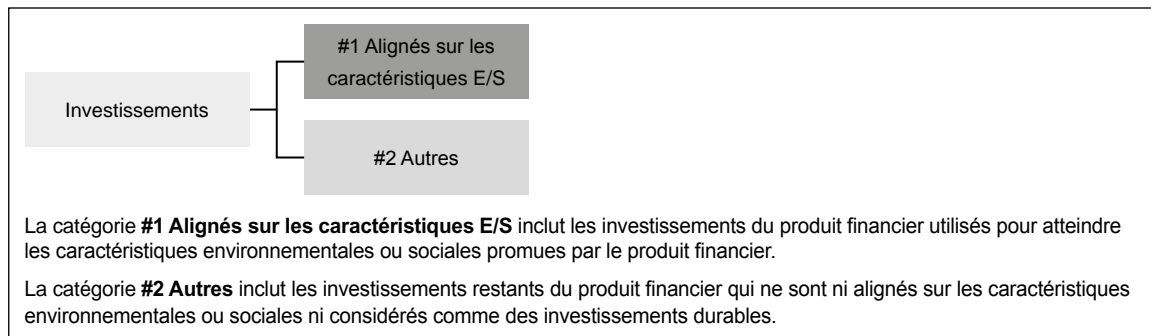 #1 Alignés sur les
caractéristiques E/S
Investissements
#2 Autres
La catégorie #1 Alignés sur les caractéristiques E/S inclut les investissements du produit financier utilisés pour atteindre
les caractéristiques environnementales ou sociales promues par le produit financier.
La catégorie #2 Autres inclut les investissements restants du produit financier qui ne sont ni alignés sur les caractéristiques
environnementales ou sociales ni considérés comme des investissements durables.